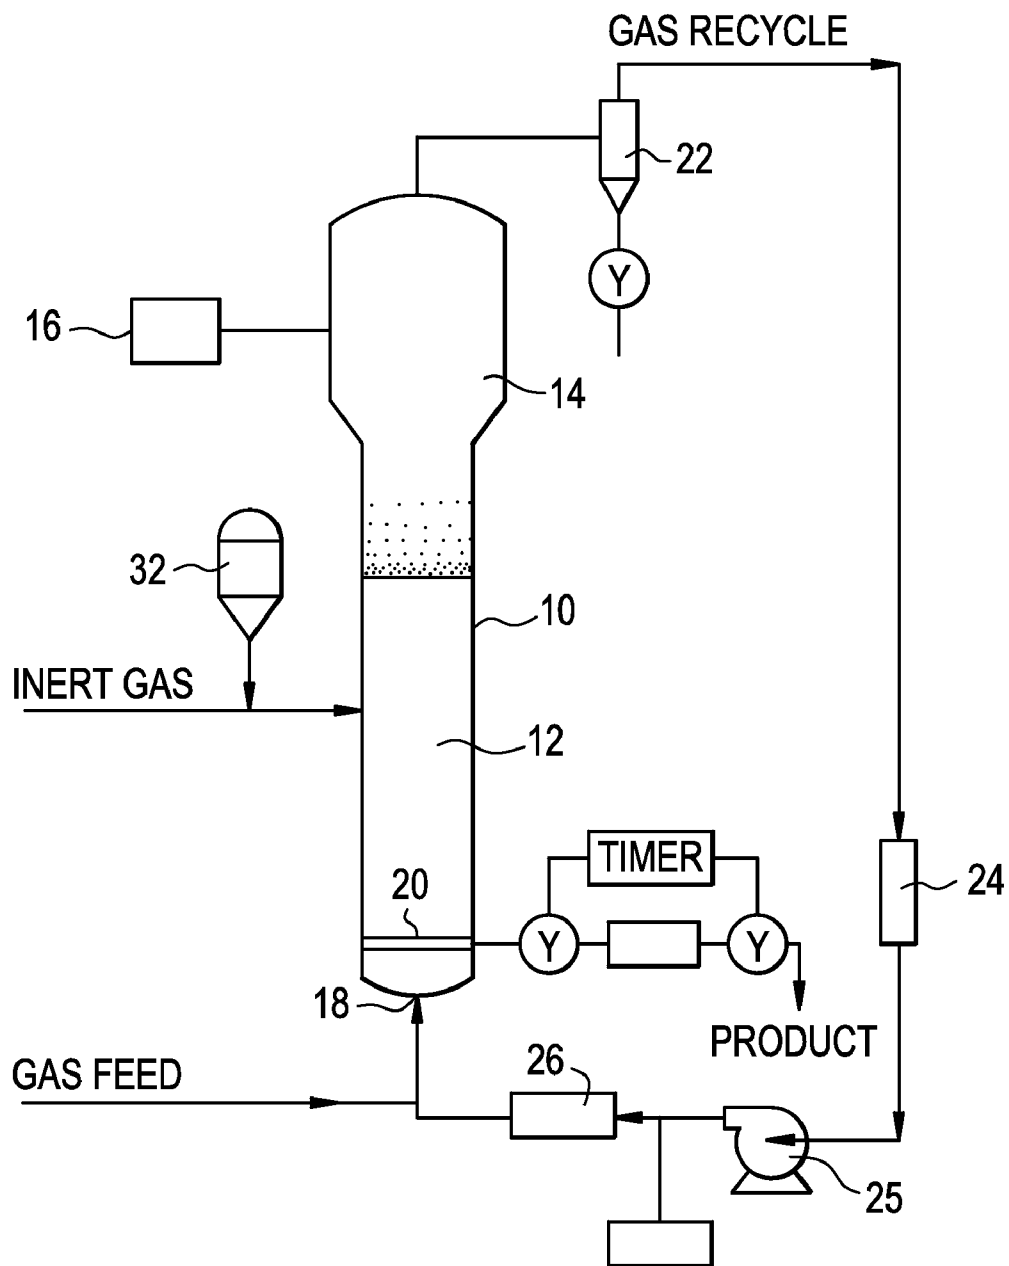 GAS RECYCLE
22
Y
16
14
32
10
INERT GAS
12
TIMER
20
24
Y
Y
18
PRODUCT
26
GAS FEED
25